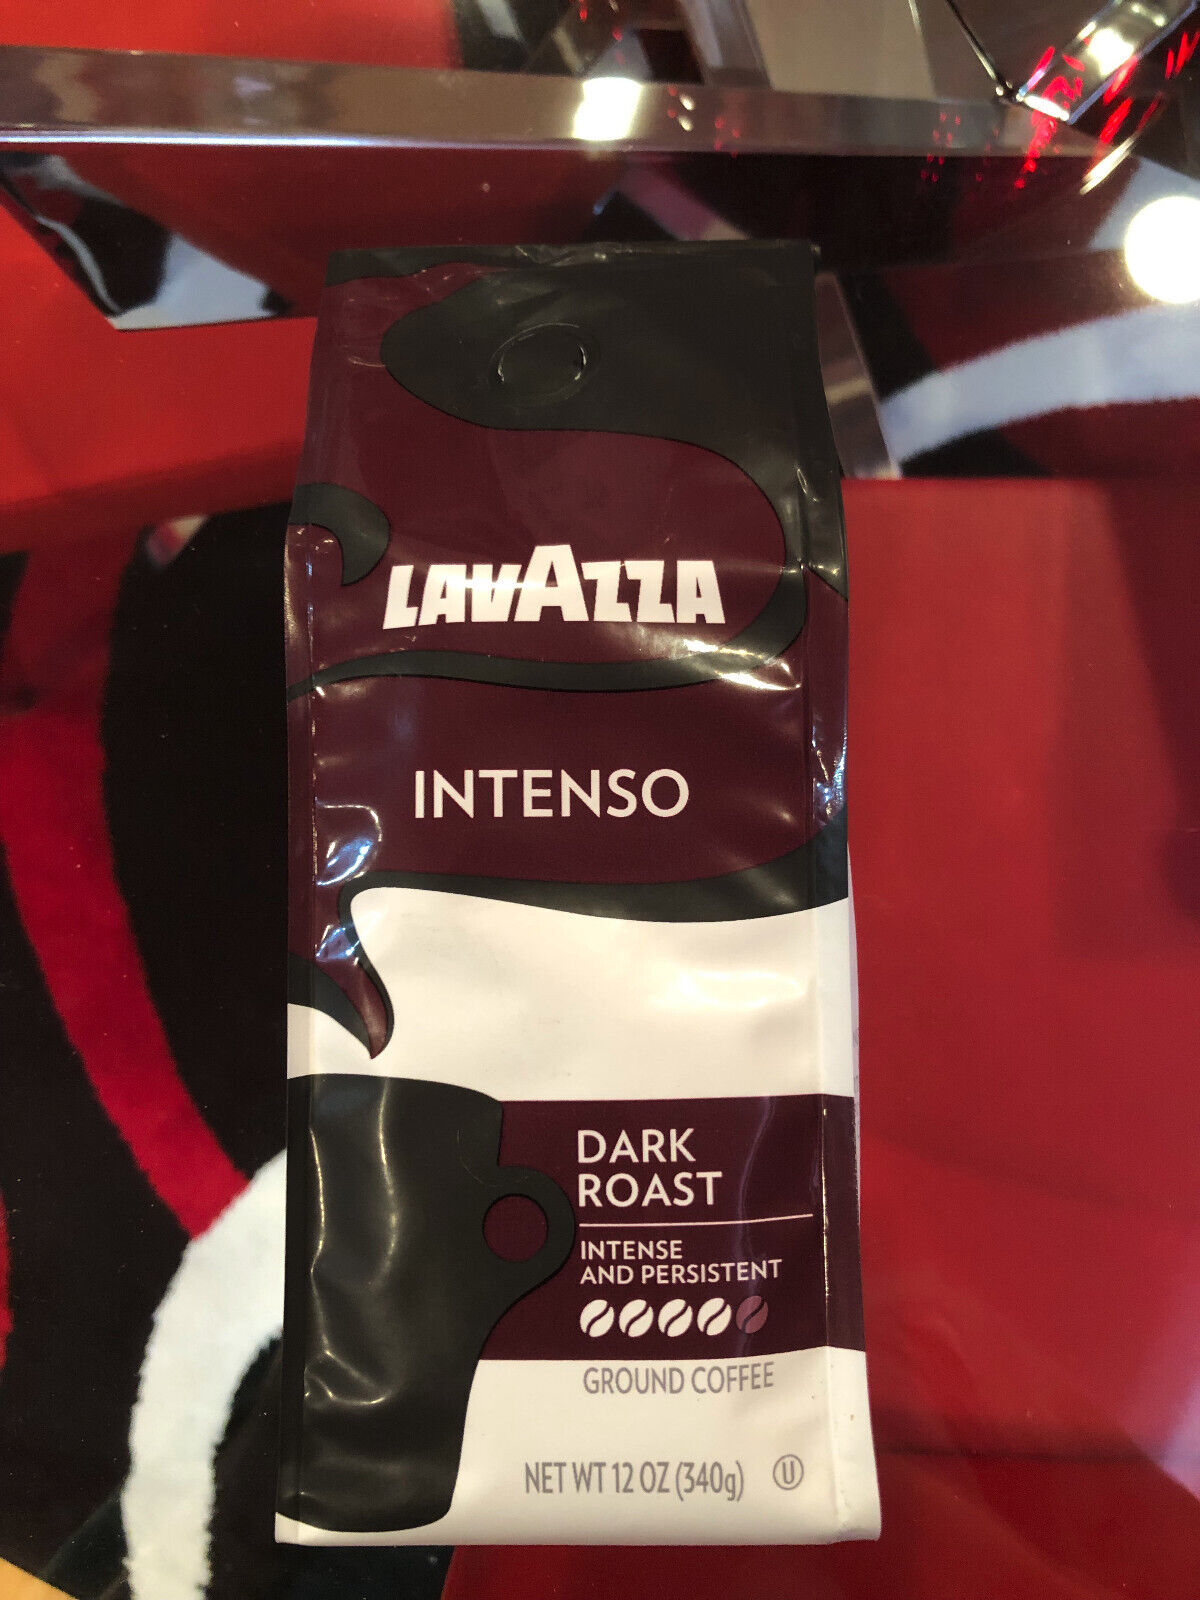 LAVAZZA
INTENSO
DARK
ROAST
INTENSE
AND PERSISTENT
GROUND COFFEE
NET WT 12 OZ (340g) U